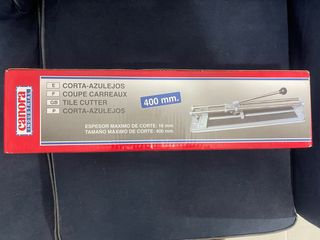 canora
E CORTA-AZULEJOS
F COUPE CARREAUX
GB TILE CUTTER
P CORTA-AZULEJOS
400 mm.
ESPESOR MAXIMO DE CORTE: 16 mm.
TAMAÑO MAXIMO DE CORTE: 400 mm.